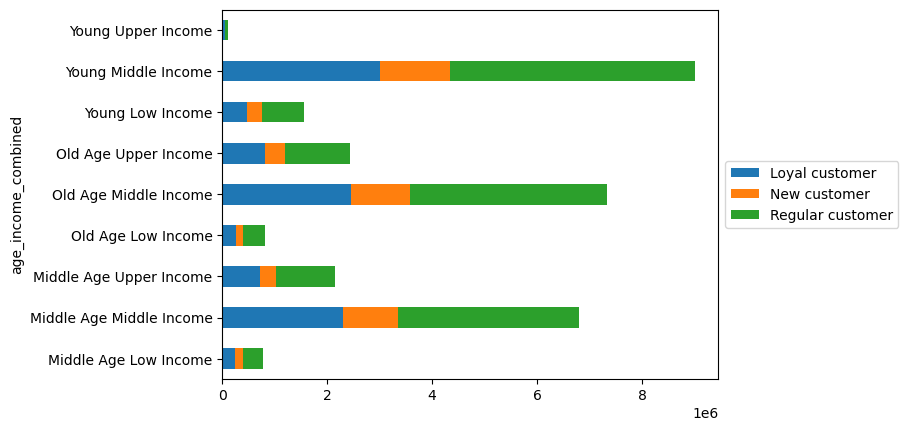 age_income_combined
Young Upper Income
Young Middle Income
Young Low Income
Old Age Upper Income
Old Age Middle Income
Old Age Low Income
Middle Age Upper Income
Middle Age Middle Income
Middle Age Low Income
0 2 4 6 8
1e6
Loyal customer
New customer
Regular customer